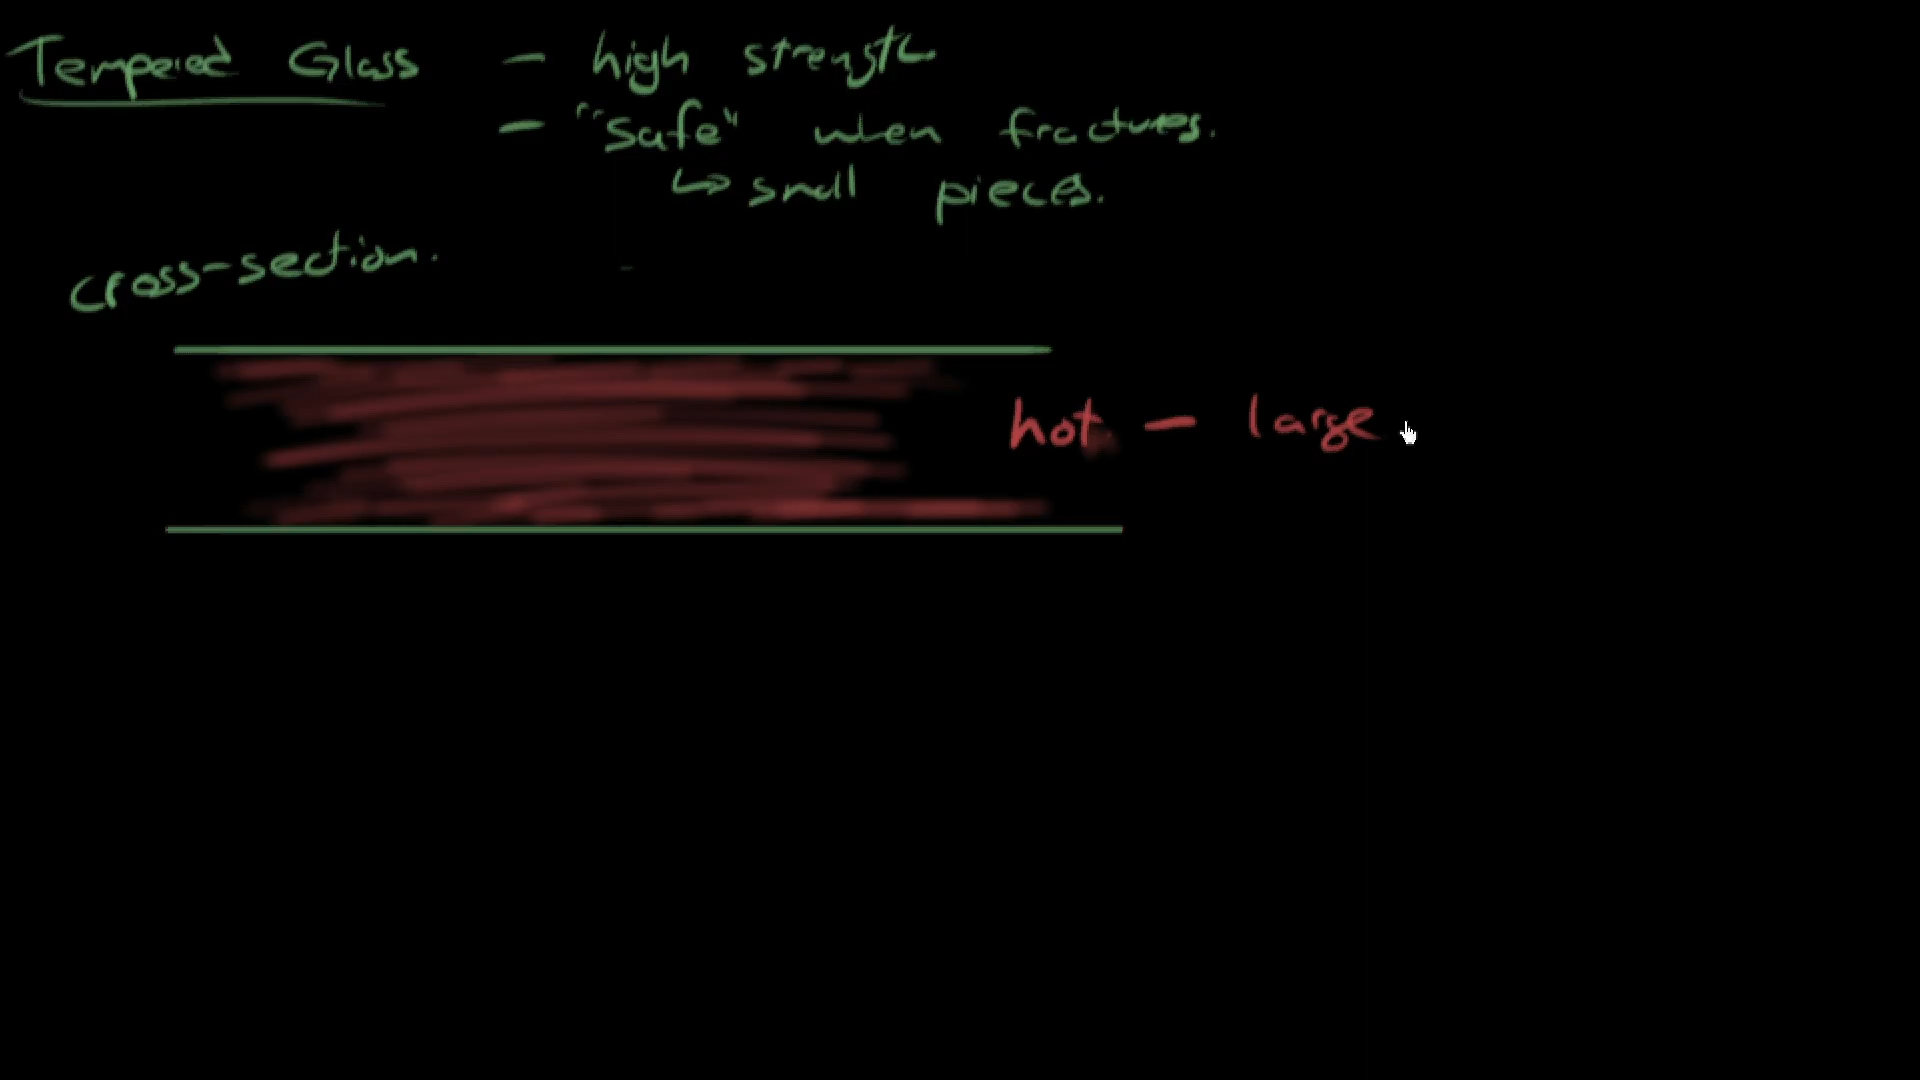 Tempered Glass - high strength
- "Safe" when fractures.
↳ small pieces.
cross-section.
hot - large